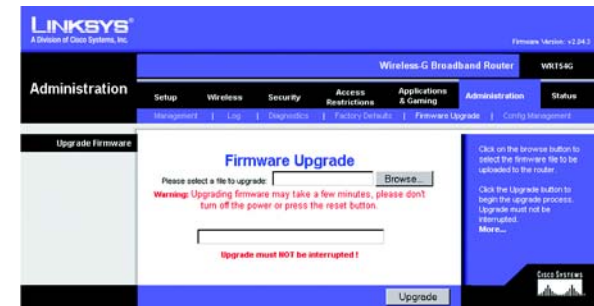 LINKSYS®
A Division of Cisco Systems, Inc.
Firmware Version: v2.04.3
Wireless-G Broadband Router WRT54G
Administration
Setup Wireless Security Access Restrictions Applications & Gaming Administration Status
Management | Log | Diagnostics | Factory Defaults | Firmware Upgrade | Config Management
Upgrade Firmware
Firmware Upgrade
Please select a file to upgrade: Browse...
Warning: Upgrading firmware may take a few minutes, please don't
turn off the power or press the reset button.
Upgrade must NOT be interrupted !
Click on the browse button to
select the firmware file to be
uploaded to the router.
Click the Upgrade button to
begin the upgrade process.
Upgrade must not be
interrupted.
More...
Upgrade
CISCO SYSTEMS